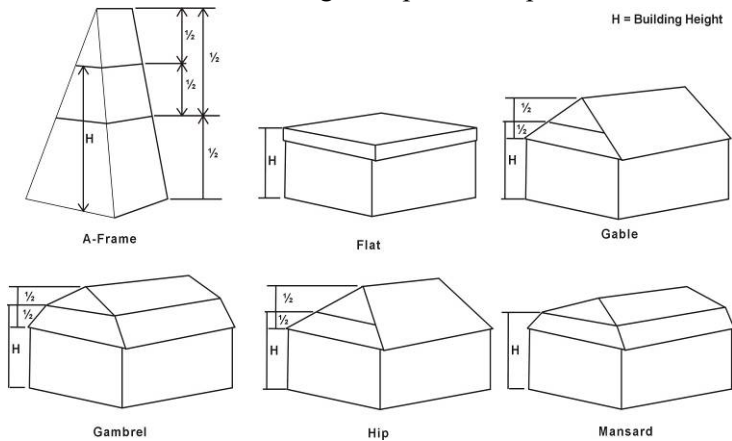 H = Building Height
½
½
½
½
H
A-Frame
H
Flat
½
½
H
Gable
½
½
H
Gambrel
½
½
H
Hip
H
Mansard